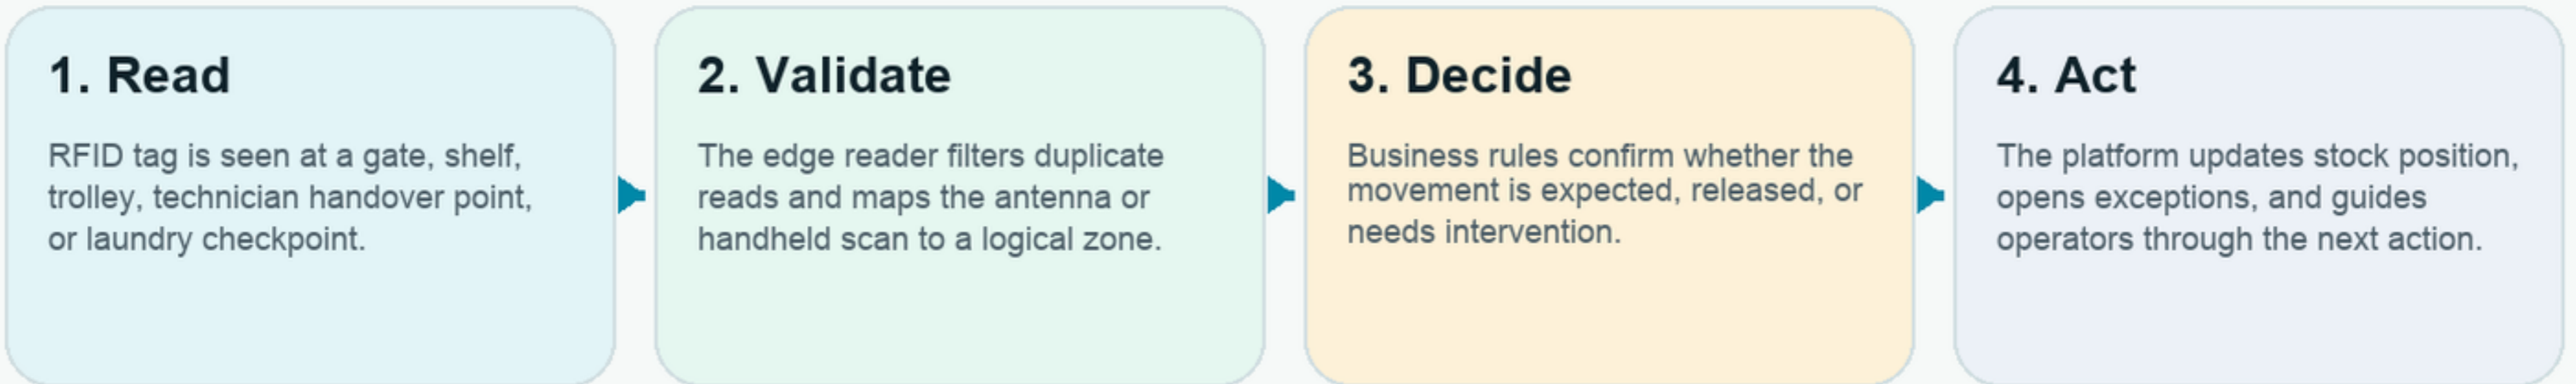 1. Read
RFID tag is seen at a gate, shelf,
trolley, technician handover point,
or laundry checkpoint.
2. Validate
The edge reader filters duplicate
reads and maps the antenna or
handheld scan to a logical zone.
3. Decide
Business rules confirm whether the
movement is expected, released, or
needs intervention.
4. Act
The platform updates stock position,
opens exceptions, and guides
operators through the next action.